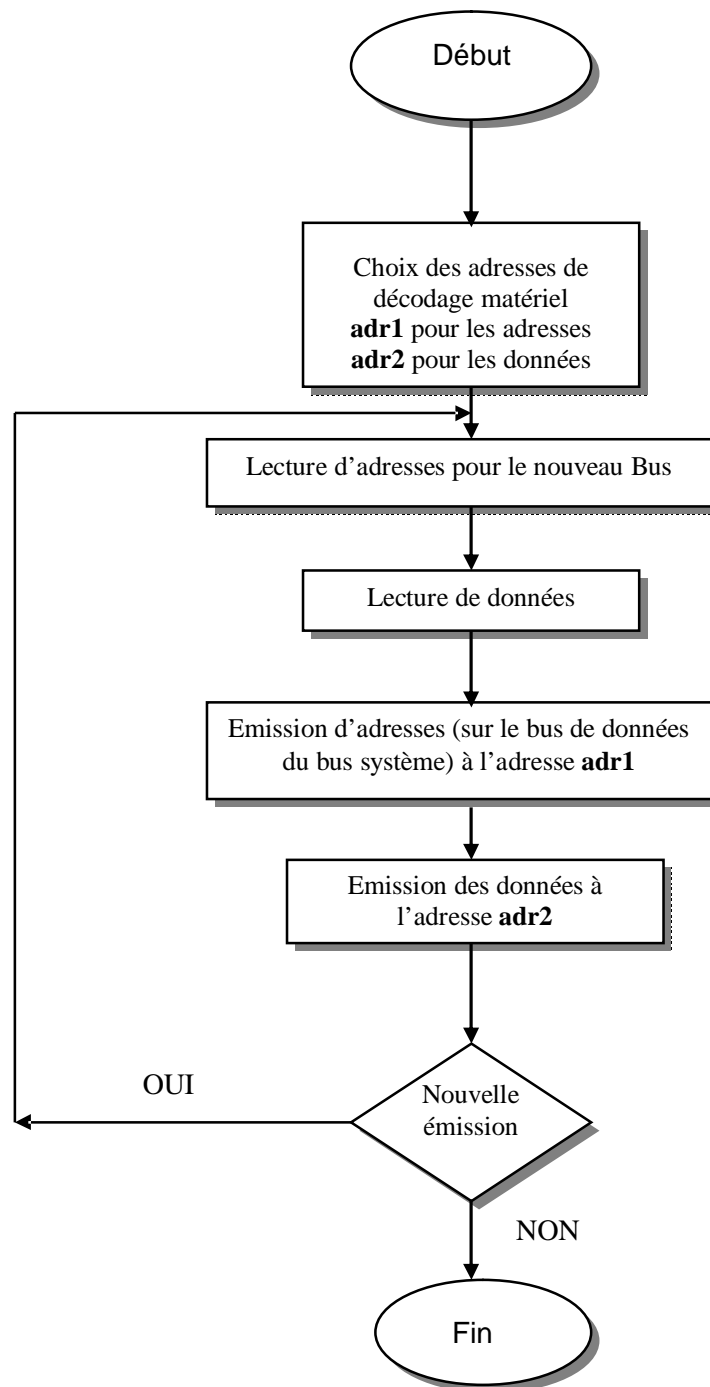 Début
Choix des adresses de
décodage matériel
adr1 pour les adresses
adr2 pour les données
Lecture d’adresses pour le nouveau Bus
Lecture de données
Emission d’adresses (sur le bus de données
du bus système) à l’adresse adr1
Emission des données à
l’adresse adr2
OUI
Nouvelle
émission
NON
Fin